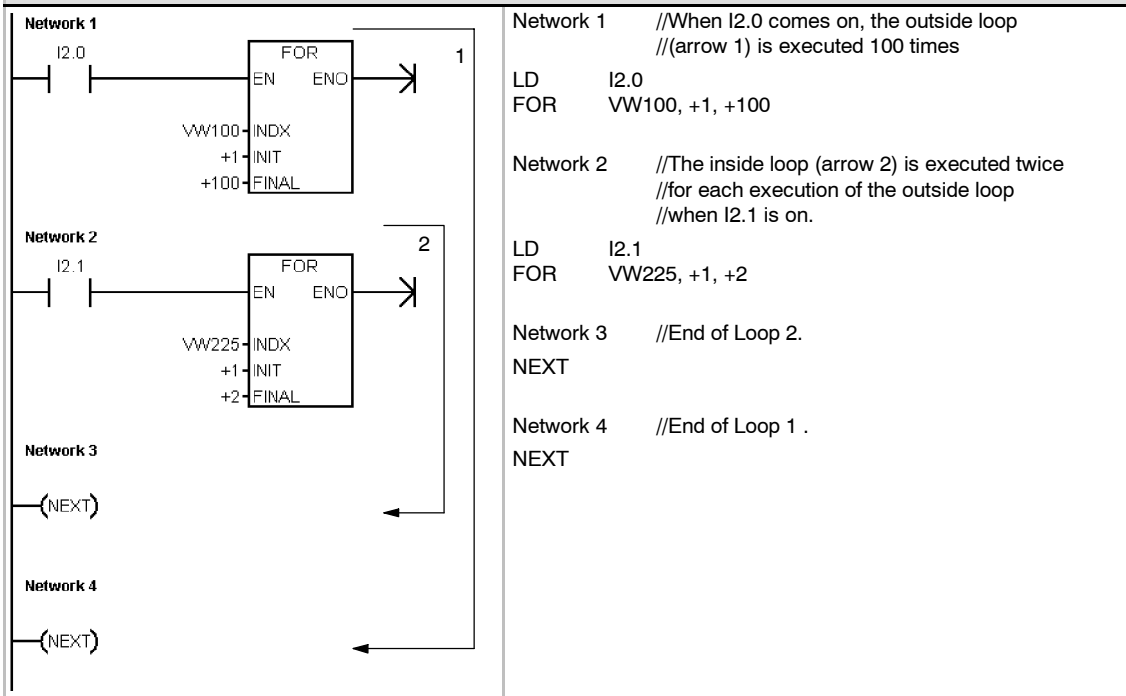 Network 1
I2.0
FOR
1
EN ENO
VW100 INDX
+1 INIT
+100 FINAL
Network 2
I2.1
FOR
2
EN ENO
VW225 INDX
+1 INIT
+2 FINAL
Network 3
(NEXT)
Network 4
(NEXT)
Network 1 //When I2.0 comes on, the outside loop
//(arrow 1) is executed 100 times
LD I2.0
FOR VW100, +1, +100
Network 2 //The inside loop (arrow 2) is executed twice
//for each execution of the outside loop
//when I2.1 is on.
LD I2.1
FOR VW225, +1, +2
Network 3 //End of Loop 2.
NEXT
Network 4 //End of Loop 1 .
NEXT